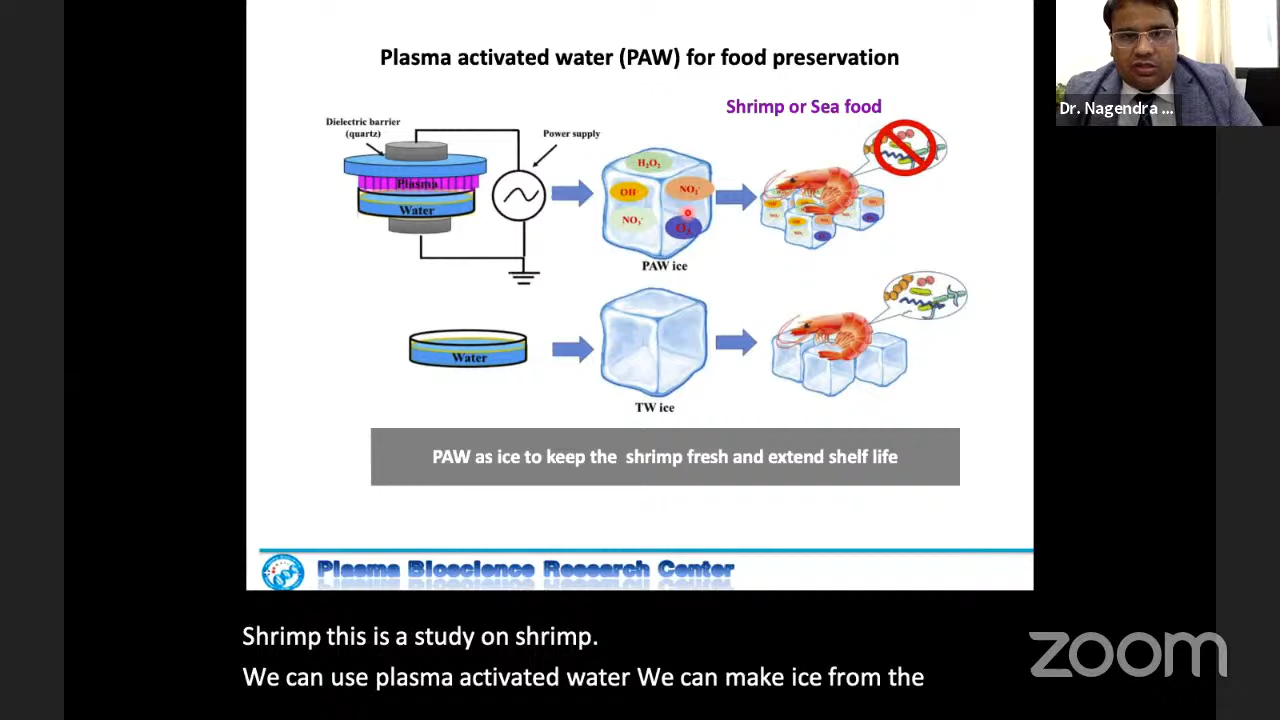 Plasma activated water (PAW) for food preservation
Dr. Nagendra ...
Shrimp or Sea food
Dielectric barrier
(quartz)
Power supply
Plasma
Water
H₂O₂
OH⁻
NO₂⁻
NO₃⁻
PAW ice
Water
TW ice
PAW as ice to keep the shrimp fresh and extend shelf life
Plasma Bioscience Research Center
Shrimp this is a study on shrimp.
We can use plasma activated water We can make ice from the
zoom